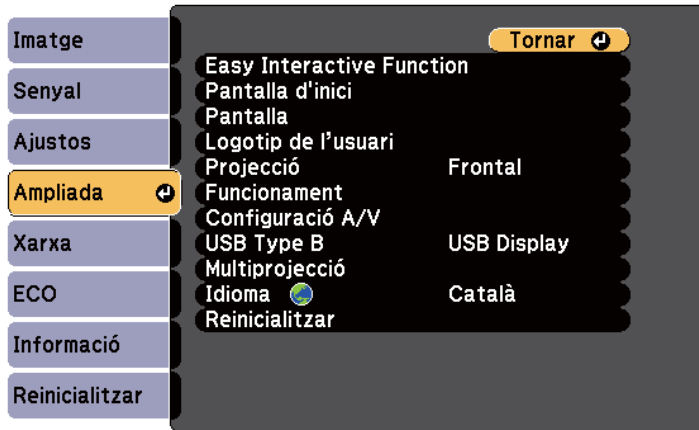 Imatge
Senyal
Ajustos
Ampliada
Xarxa
ECO
Informació
Reinicialitzar
Tornar
Easy Interactive Function
Pantalla d'inici
Pantalla
Logotip de l’usuari
Projecció Frontal
Funcionament
Configuració A/V
USB Type B USB Display
Multiprojecció
Idioma Català
Reinicialitzar